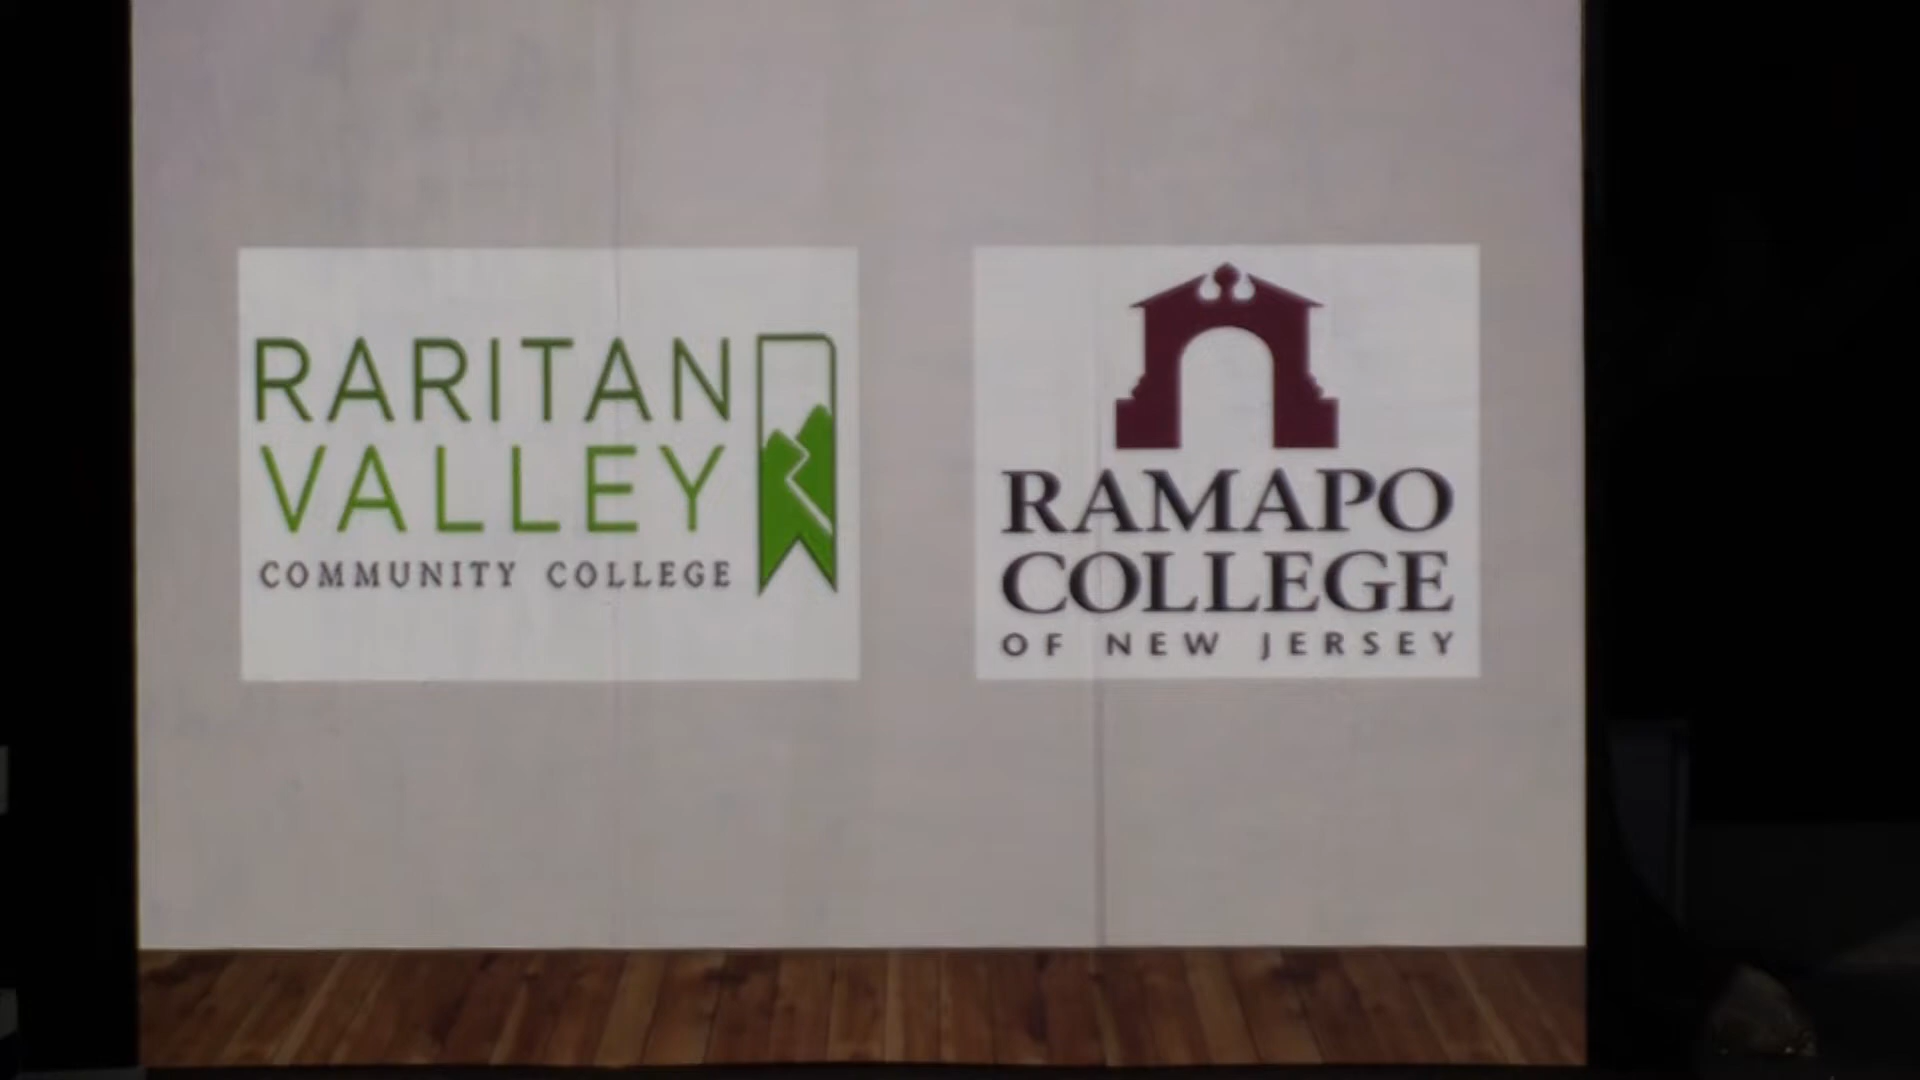 RARITAN
VALLEY
COMMUNITY COLLEGE
RAMAPO
COLLEGE
OF NEW JERSEY